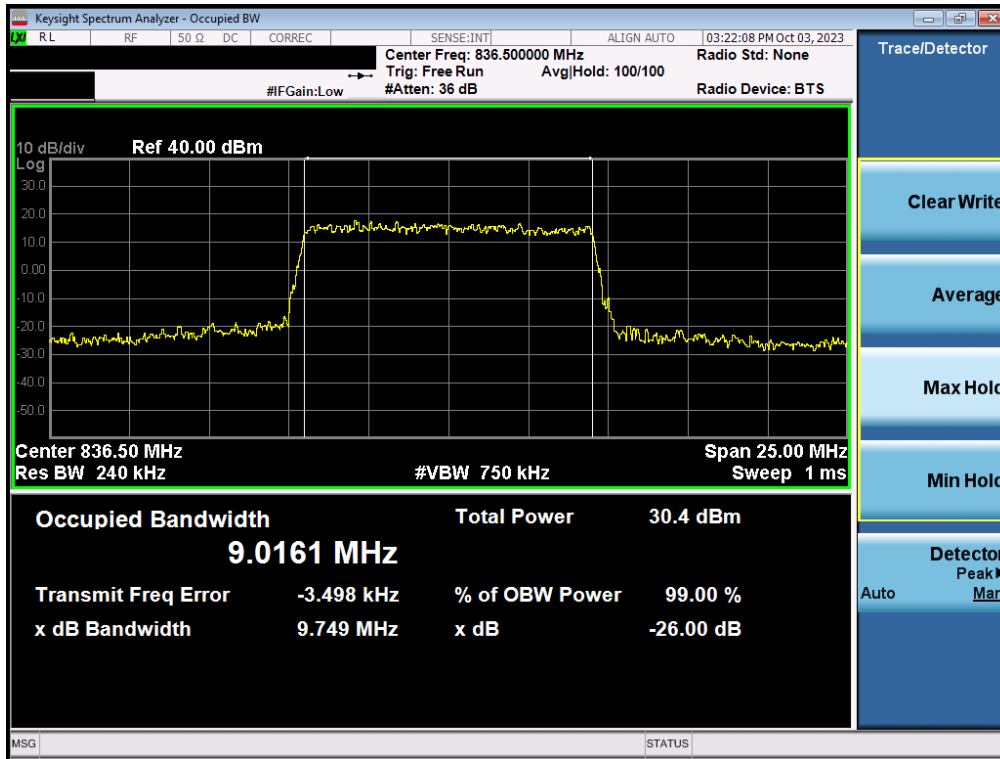 Keysight Spectrum Analyzer - Occupied BW
LXI RL RF 50 Ω DC CORREC SENSE:INT ALIGN AUTO 03:22:08 PM Oct 03, 2023
Center Freq: 836.500000 MHz Radio Std: None
Trig: Free Run Avg|Hold: 100/100
#IFGain:Low #Atten: 36 dB Radio Device: BTS
Trace/Detector
10 dB/div Ref 40.00 dBm
Log
30.0
20.0
10.0
0.00
-10.0
-20.0
-30.0
-40.0
-50.0
Center 836.50 MHz Span 25.00 MHz
Res BW 240 kHz #VBW 750 kHz Sweep 1 ms
Occupied Bandwidth Total Power 30.4 dBm
9.0161 MHz
Transmit Freq Error -3.498 kHz % of OBW Power 99.00 %
x dB Bandwidth 9.749 MHz x dB -26.00 dB
Clear Write
Average
Max Hold
Min Hold
Detector
Peak
Auto Man
MSG STATUS